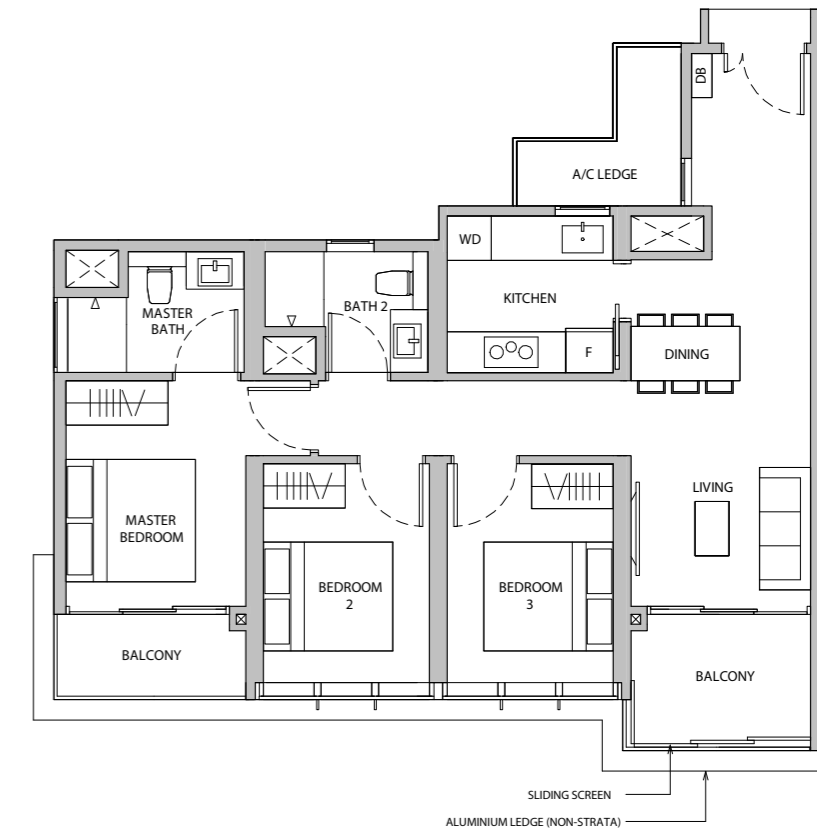 DB
A/C LEDGE
WD
KITCHEN
MASTER
BATH
BATH 2
F
DINING
LIVING
MASTER
BEDROOM
BEDROOM
2
BEDROOM
3
BALCONY
BALCONY
SLIDING SCREEN
ALUMINIUM LEDGE (NON-STRATA)